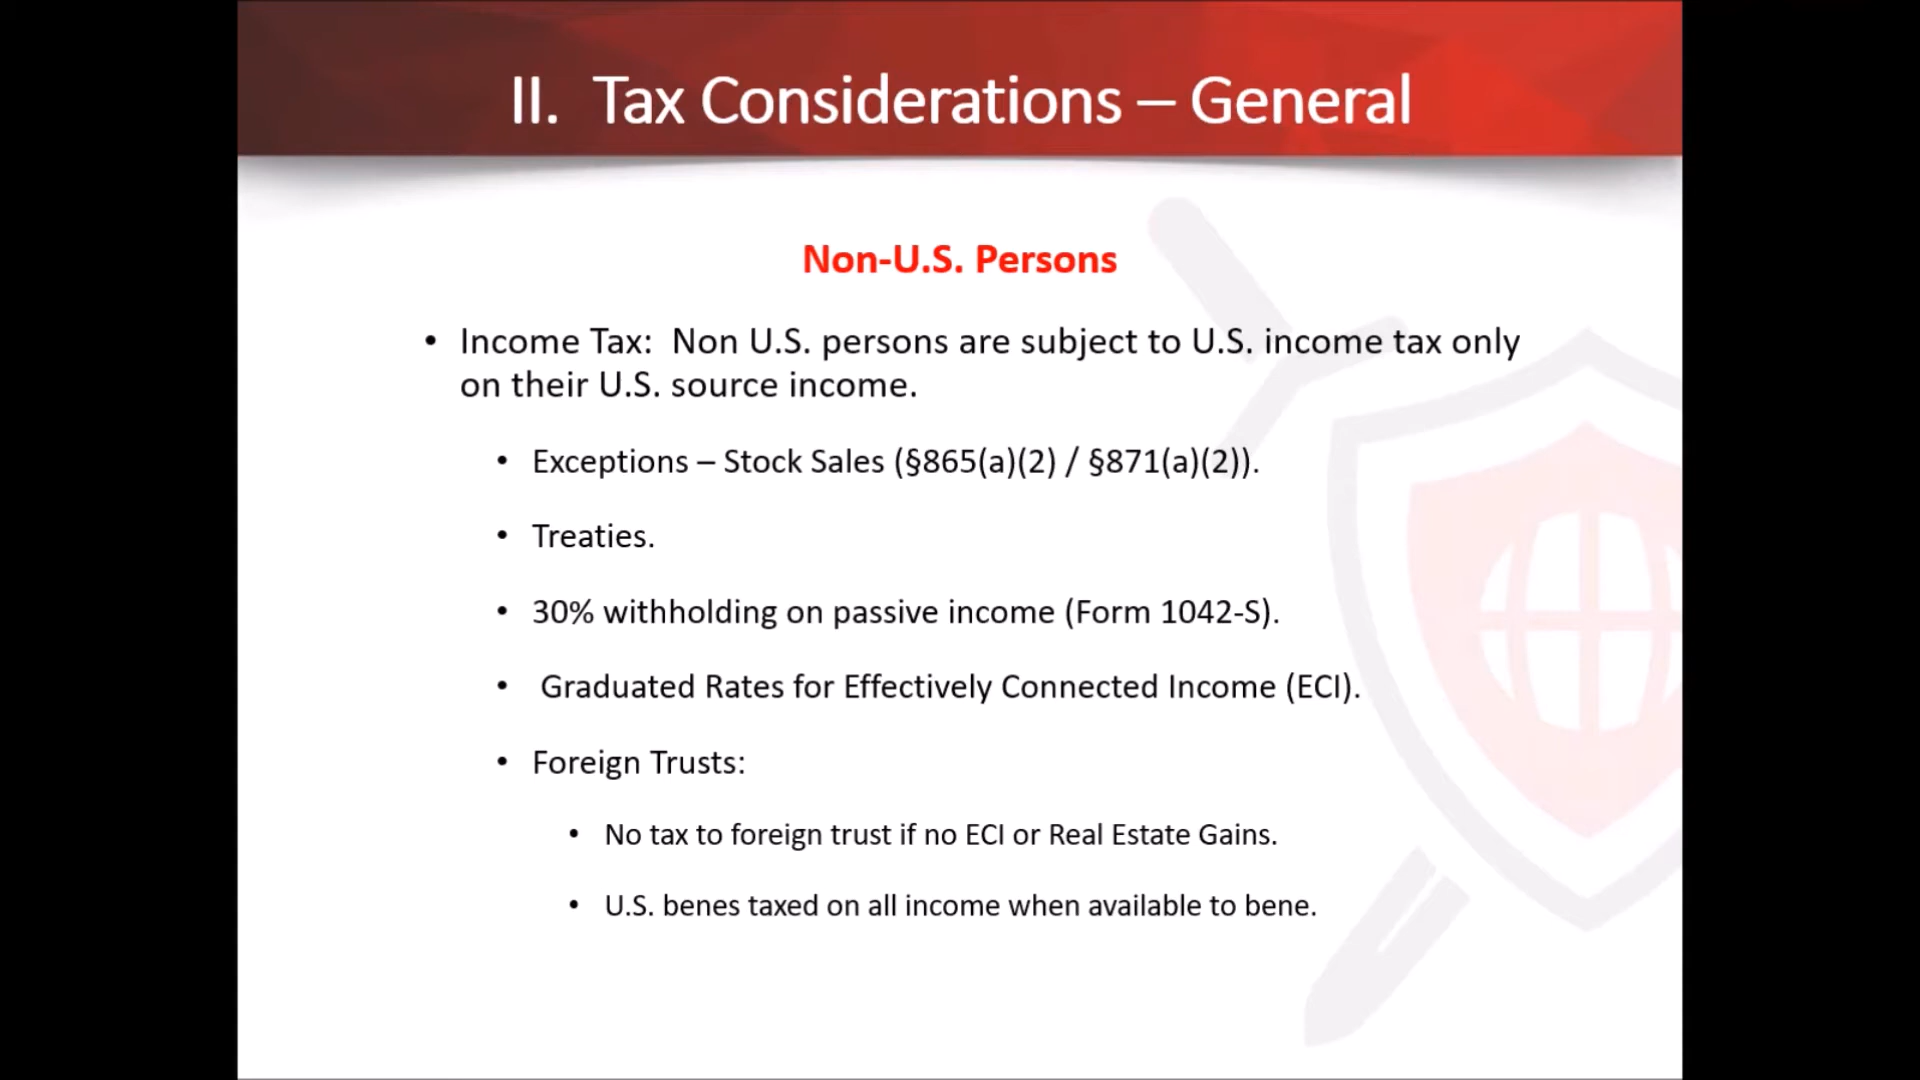 II.  Tax Considerations – General
Non-U.S. Persons
• Income Tax:  Non U.S. persons are subject to U.S. income tax only
on their U.S. source income.
• Exceptions – Stock Sales (§865(a)(2) / §871(a)(2)).
• Treaties.
• 30% withholding on passive income (Form 1042-S).
• Graduated Rates for Effectively Connected Income (ECI).
• Foreign Trusts:
• No tax to foreign trust if no ECI or Real Estate Gains.
• U.S. benes taxed on all income when available to bene.